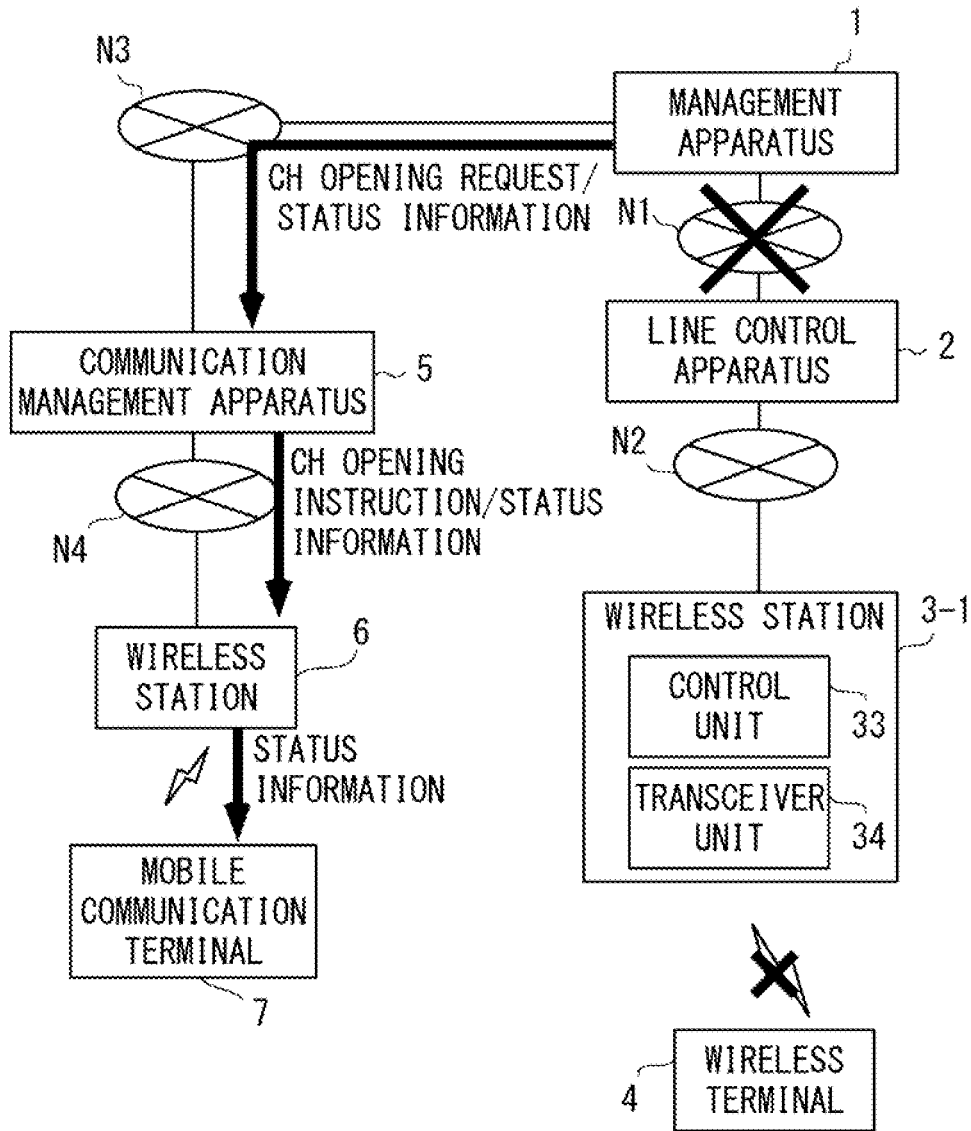 1
N3
MANAGEMENT
APPARATUS
CH OPENING REQUEST/
STATUS INFORMATION
N1
COMMUNICATION
MANAGEMENT APPARATUS
5
LINE CONTROL
APPARATUS
2
N2
CH OPENING
INSTRUCTION/STATUS
INFORMATION
N4
WIRELESS STATION
3-1
6
WIRELESS
STATION
CONTROL
UNIT
33
STATUS
INFORMATION
TRANSCEIVER
UNIT
34
MOBILE
COMMUNICATION
TERMINAL
7
4
WIRELESS
TERMINAL